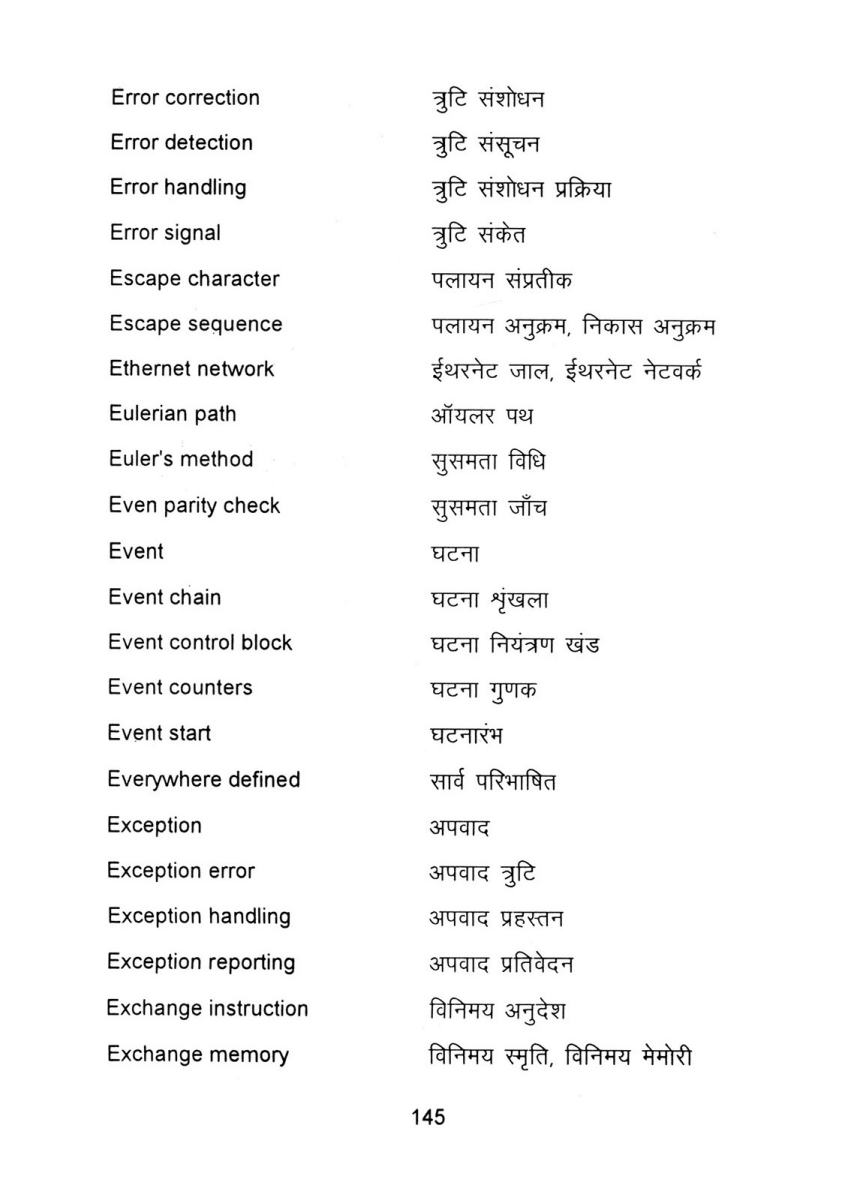 Error correction त्रुटि संशोधन
Error detection त्रुटि संसूचन
Error handling त्रुटि संशोधन प्रक्रिया
Error signal त्रुटि संकेत
Escape character पलायन संप्रतीक
Escape sequence पलायन अनुक्रम, निकास अनुक्रम
Ethernet network ईथरनेट जाल, ईथरनेट नेटवर्क
Eulerian path ऑयलर पथ
Euler's method सुसमता विधि
Even parity check सुसमता जाँच
Event घटना
Event chain घटना शृंखला
Event control block घटना नियंत्रण खंड
Event counters घटना गुणक
Event start घटनारंभ
Everywhere defined सार्व परिभाषित
Exception अपवाद
Exception error अपवाद त्रुटि
Exception handling अपवाद प्रहस्तन
Exception reporting अपवाद प्रतिवेदन
Exchange instruction विनिमय अनुदेश
Exchange memory विनिमय स्मृति, विनिमय मेमोरी
145